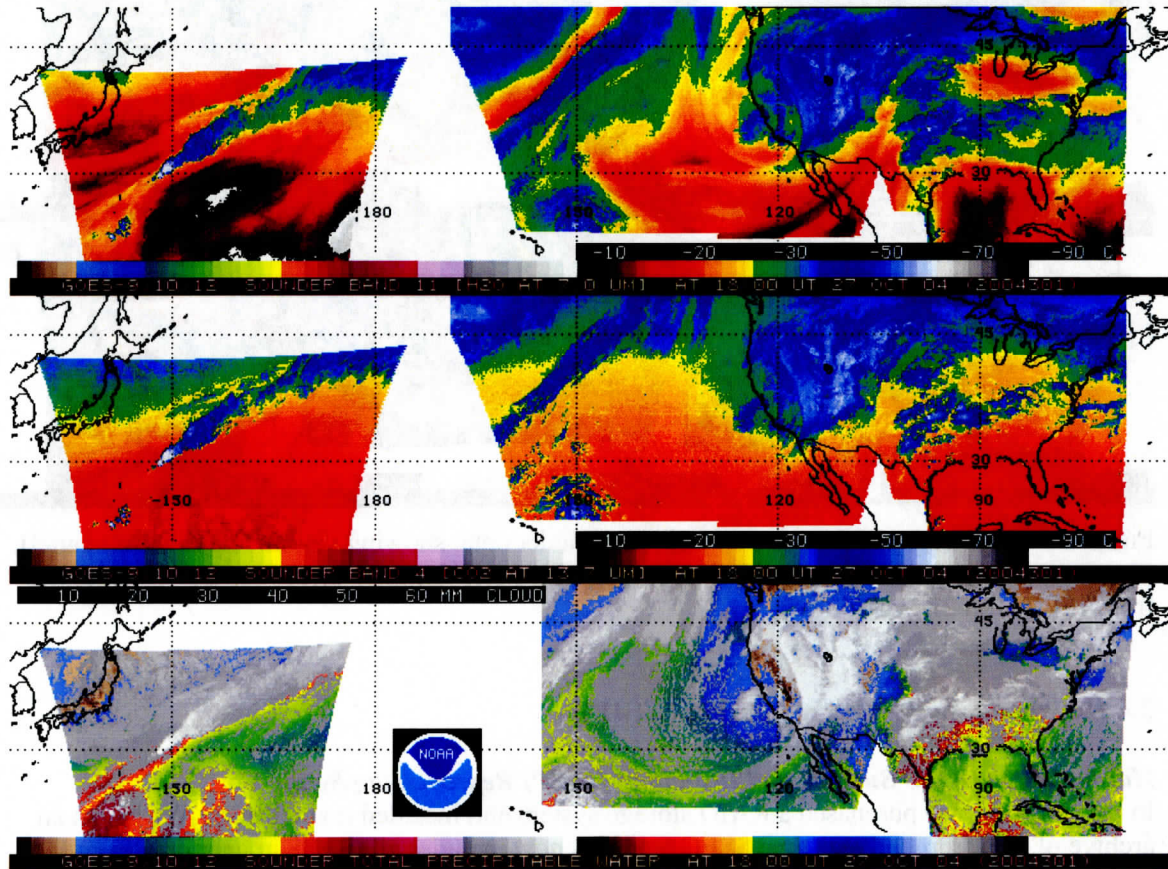 45
30
-150
180
150
120
-10 -20 -30 -40 -50 -60 -70 -90 C
GOES-9 10 12 SOUNDER BAND 11 [H2O AT 7.0 UM] AT 18:00 UT 27 OCT 04 (2004301)
45
30
-150
180
120
90
-10 -20 -30 -40 -50 -60 -70 -90 C
GOES-9 10 12 SOUNDER BAND 4 [CO2 AT 13.7 UM] AT 18:00 UT 27 OCT 04 (2004301)
10 20 30 40 50 60 MM CLOUD
45
30
-150
180
NOAA
120
90
GOES-9 10 12 SOUNDER TOTAL PRECIPITABLE WATER AT 18:00 UT 27 OCT 04 (2004301)